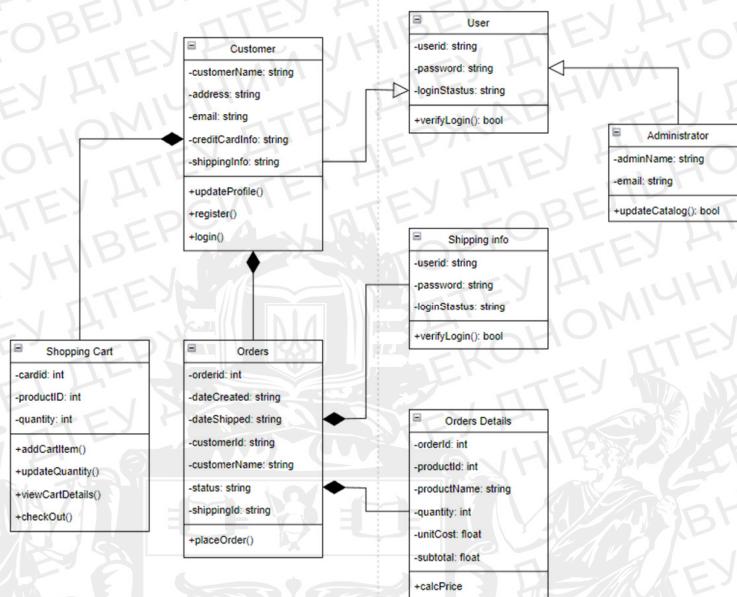 User
-userid: string
-password: string
-loginStastus: string
+verifyLogin(): bool
Customer
-customerName: string
-address: string
-email: string
-creditCardInfo: string
-shippingInfo: string
+updateProfile()
+register()
+login()
Administrator
-adminName: string
-email: string
+updateCatalog(): bool
Shipping info
-userid: string
-password: string
-loginStastus: string
+verifyLogin(): bool
Shopping Cart
-cardid: int
-productID: int
-quantity: int
+addCartItem()
+updateQuantity()
+viewCartDetails()
+checkOut()
Orders
-orderid: int
-dateCreated: string
-dateShipped: string
-customerId: string
-customerName: string
-status: string
-shippingId: string
+placeOrder()
Orders Details
-orderId: int
-productId: int
-productName: string
-quantity: int
-unitCost: float
-subtotal: float
+calcPrice